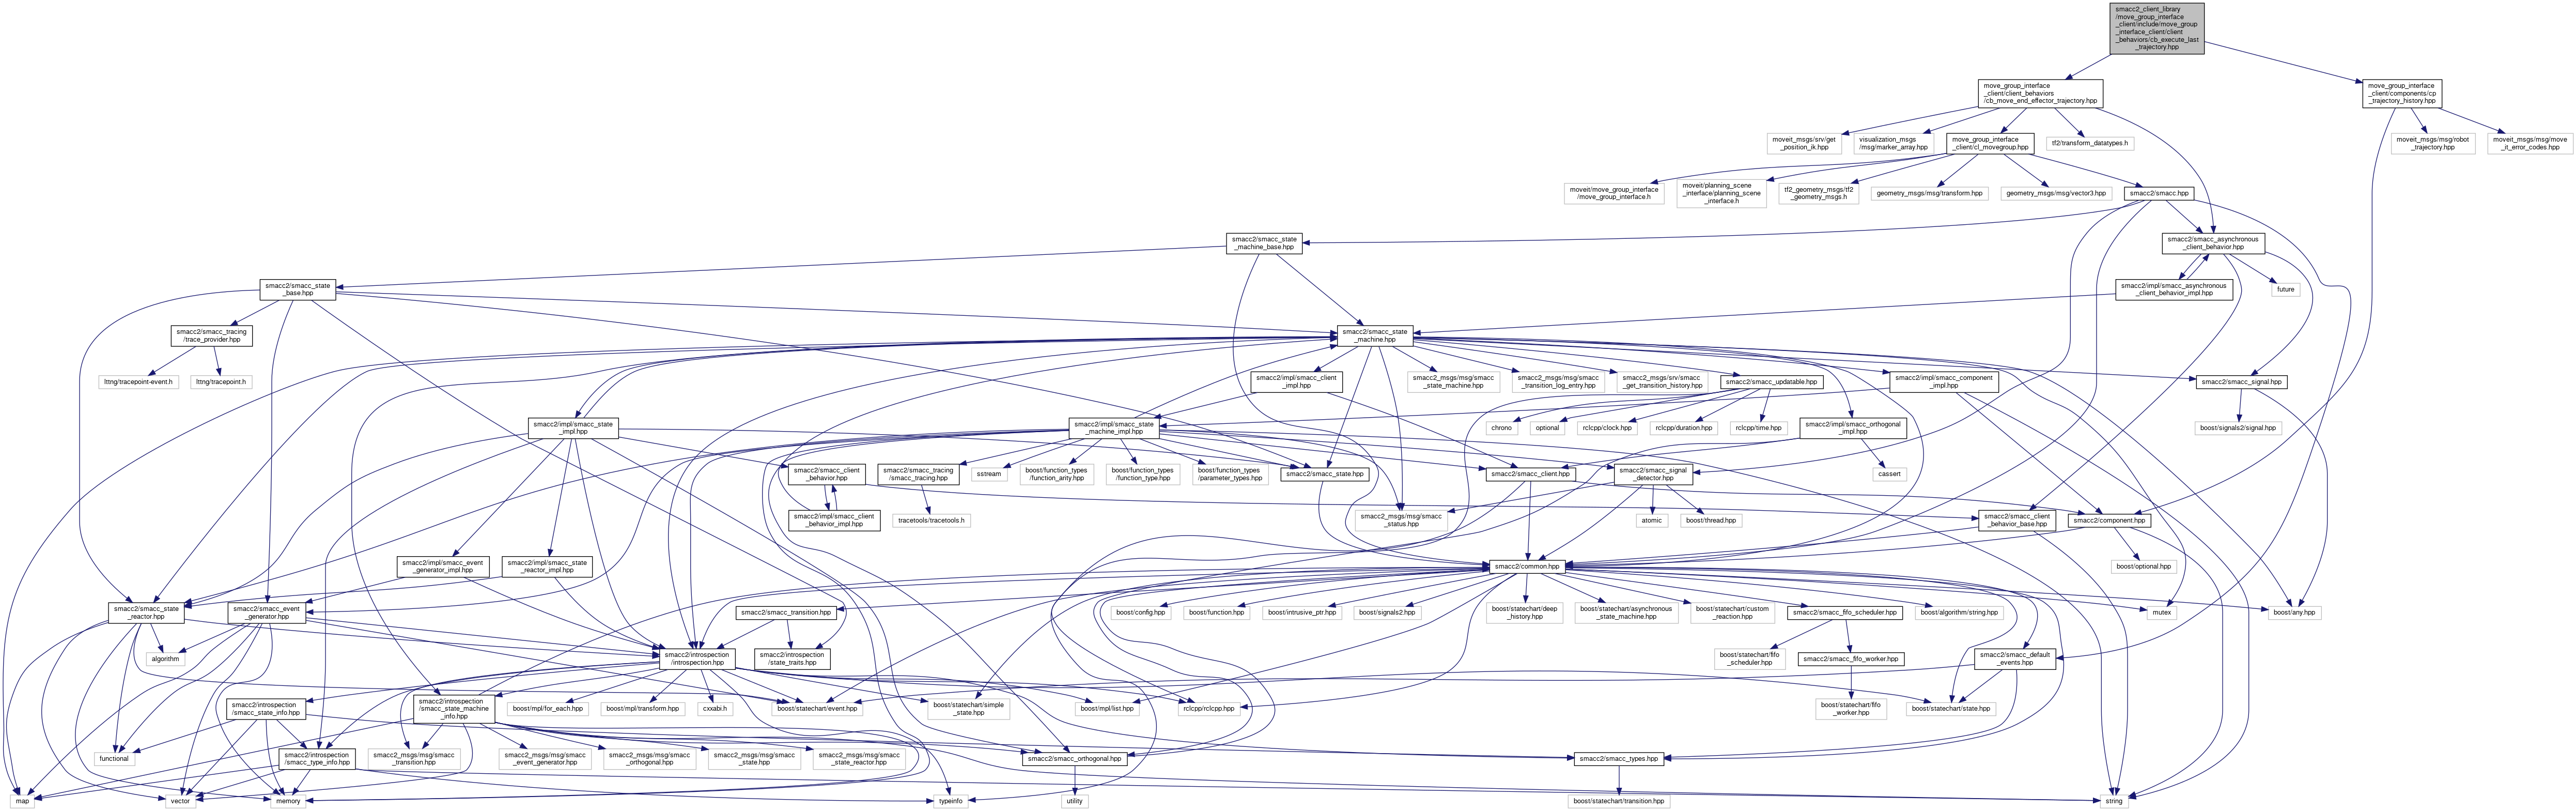 smacc2_client_library
/move_group_interface
_client/include/move_group
_interface_client/client
_behaviors/cb_execute_last
_trajectory.hpp
move_group_interface
_client/client_behaviors
/cb_move_end_effector_trajectory.hpp
move_group_interface
_client/components/cp
_trajectory_history.hpp
moveit_msgs/srv/get
_position_ik.hpp
visualization_msgs
/msg/marker_array.hpp
move_group_interface
_client/cl_movegroup.hpp
tf2/transform_datatypes.h
moveit_msgs/msg/robot
_trajectory.hpp
moveit_msgs/msg/move
_it_error_codes.hpp
moveit/move_group_interface
/move_group_interface.h
moveit/planning_scene
_interface/planning_scene
_interface.h
tf2_geometry_msgs/tf2
_geometry_msgs.h
geometry_msgs/msg/transform.hpp
geometry_msgs/msg/vector3.hpp
smacc2/smacc.hpp
smacc2/smacc_state
_machine_base.hpp
smacc2/smacc_asynchronous
_client_behavior.hpp
smacc2/smacc_state
_base.hpp
smacc2/impl/smacc_asynchronous
_client_behavior_impl.hpp
future
smacc2/smacc_tracing
/trace_provider.hpp
smacc2/smacc_state
_machine.hpp
lttng/tracepoint-event.h
lttng/tracepoint.h
smacc2/impl/smacc_client
_impl.hpp
smacc2_msgs/msg/smacc
_state_machine.hpp
smacc2_msgs/msg/smacc
_transition_log_entry.hpp
smacc2_msgs/srv/smacc
_get_transition_history.hpp
smacc2/smacc_updatable.hpp
smacc2/impl/smacc_component
_impl.hpp
smacc2/smacc_signal.hpp
smacc2/impl/smacc_state
_impl.hpp
smacc2/impl/smacc_state
_machine_impl.hpp
chrono
optional
rclcpp/clock.hpp
rclcpp/duration.hpp
rclcpp/time.hpp
smacc2/impl/smacc_orthogonal
_impl.hpp
boost/signals2/signal.hpp
smacc2/smacc_client
_behavior.hpp
smacc2/smacc_tracing
/smacc_tracing.hpp
sstream
boost/function_types
/function_arity.hpp
boost/function_types
/function_type.hpp
boost/function_types
/parameter_types.hpp
smacc2/smacc_state.hpp
smacc2/smacc_client.hpp
smacc2/smacc_signal
_detector.hpp
cassert
smacc2/impl/smacc_client
_behavior_impl.hpp
tracetools/tracetools.h
smacc2_msgs/msg/smacc
_status.hpp
atomic
boost/thread.hpp
smacc2/smacc_client
_behavior_base.hpp
smacc2/component.hpp
smacc2/impl/smacc_event
_generator_impl.hpp
smacc2/impl/smacc_state
_reactor_impl.hpp
smacc2/common.hpp
boost/optional.hpp
smacc2/smacc_state
_reactor.hpp
smacc2/smacc_event
_generator.hpp
smacc2/smacc_transition.hpp
boost/config.hpp
boost/function.hpp
boost/intrusive_ptr.hpp
boost/signals2.hpp
boost/statechart/deep
_history.hpp
boost/statechart/asynchronous
_state_machine.hpp
boost/statechart/custom
_reaction.hpp
smacc2/smacc_fifo_scheduler.hpp
boost/algorithm/string.hpp
mutex
boost/any.hpp
algorithm
smacc2/introspection
/introspection.hpp
smacc2/introspection
/state_traits.hpp
boost/statechart/fifo
_scheduler.hpp
smacc2/smacc_fifo_worker.hpp
smacc2/smacc_default
_events.hpp
smacc2/introspection
/smacc_state_info.hpp
smacc2/introspection
/smacc_state_machine
_info.hpp
boost/mpl/for_each.hpp
boost/mpl/transform.hpp
cxxabi.h
boost/statechart/event.hpp
boost/statechart/simple
_state.hpp
boost/mpl/list.hpp
rclcpp/rclcpp.hpp
boost/statechart/fifo
_worker.hpp
boost/statechart/state.hpp
functional
smacc2/introspection
/smacc_type_info.hpp
smacc2_msgs/msg/smacc
_transition.hpp
smacc2_msgs/msg/smacc
_event_generator.hpp
smacc2_msgs/msg/smacc
_orthogonal.hpp
smacc2_msgs/msg/smacc
_state.hpp
smacc2_msgs/msg/smacc
_state_reactor.hpp
smacc2/smacc_orthogonal.hpp
smacc2/smacc_types.hpp
map
vector
memory
typeinfo
utility
boost/statechart/transition.hpp
string